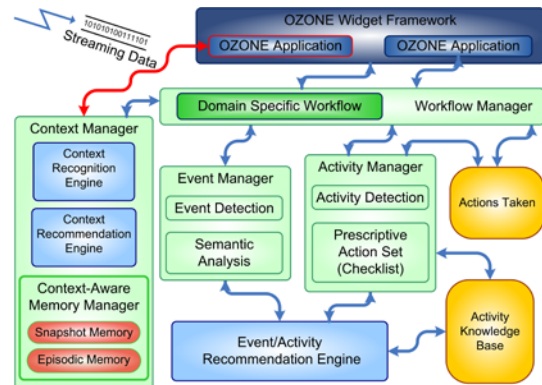 OZONE Widget Framework
101010100111101
Streaming Data
OZONE Application
OZONE Application
Domain Specific Workflow
Workflow Manager
Context Manager
Context
Recognition
Engine
Context
Recommendation
Engine
Context-Aware
Memory Manager
Snapshot Memory
Episodic Memory
Event Manager
Event Detection
Semantic
Analysis
Activity Manager
Activity Detection
Prescriptive
Action Set
(Checklist)
Actions Taken
Event/Activity
Recommendation Engine
Activity
Knowledge
Base